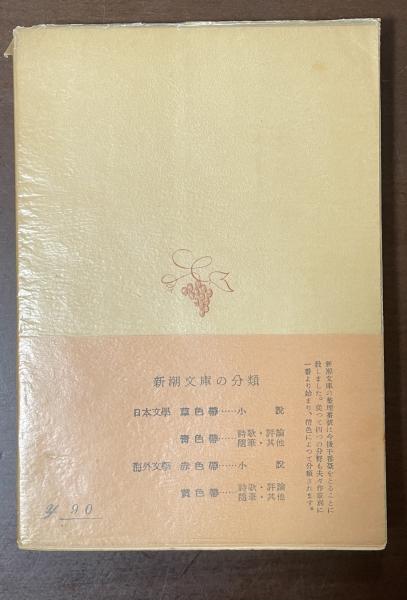 新潮文庫の分類
日本文學 草色帶……小說
青色帶……詩歌・評論
隨筆・其他
海外文學 赤色帶……小說
黃色帶……詩歌・評論
隨筆・其他
新潮文庫の整理番號は今後千番臺をとることに
致しました。從つて四つの分野も夫々作家別に
一番より始まり、帶色によつて分類されます。
90